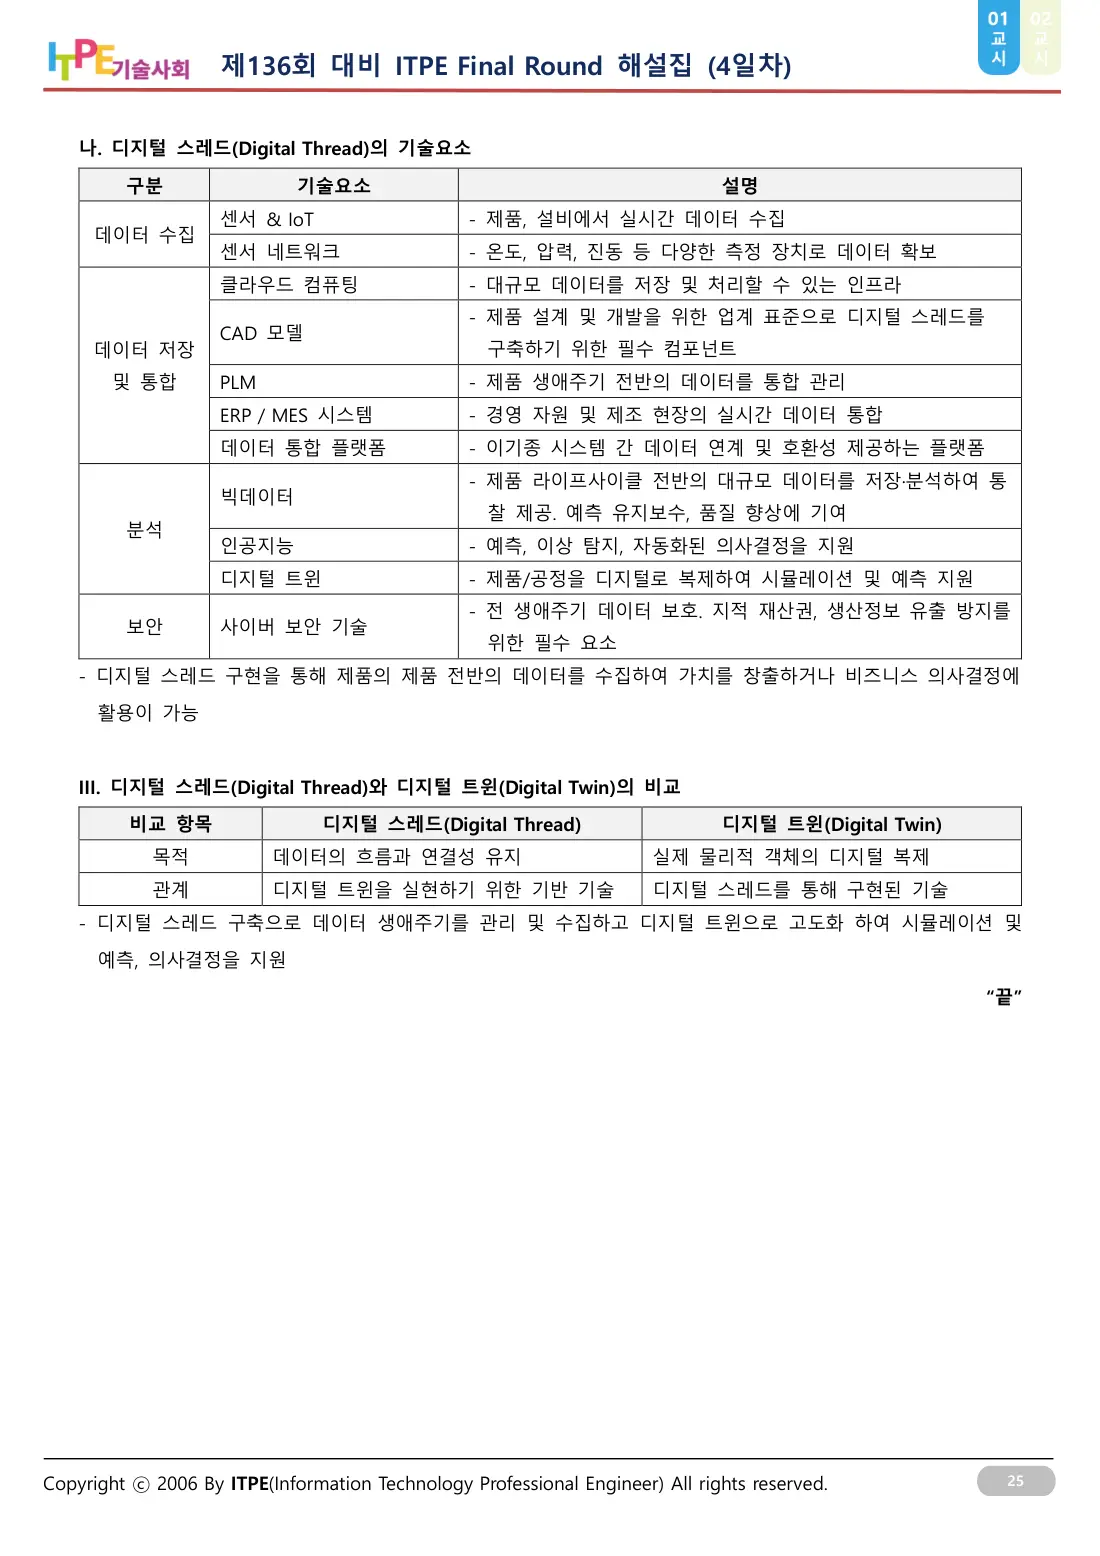 01
교
시
02
교
시
ITPE기술사회 제136회 대비 ITPE Final Round 해설집 (4일차)
나. 디지털 스레드(Digital Thread)의 기술요소
구분 기술요소 설명
데이터 수집
센서 & IoT - 제품, 설비에서 실시간 데이터 수집
센서 네트워크 - 온도, 압력, 진동 등 다양한 측정 장치로 데이터 확보
데이터 저장
및 통합
클라우드 컴퓨팅 - 대규모 데이터를 저장 및 처리할 수 있는 인프라
CAD 모델 - 제품 설계 및 개발을 위한 업계 표준으로 디지털 스레드를
구축하기 위한 필수 컴포넌트
PLM - 제품 생애주기 전반의 데이터를 통합 관리
ERP / MES 시스템 - 경영 자원 및 제조 현장의 실시간 데이터 통합
데이터 통합 플랫폼 - 이기종 시스템 간 데이터 연계 및 호환성 제공하는 플랫폼
분석
빅데이터 - 제품 라이프사이클 전반의 대규모 데이터를 저장·분석하여 통
찰 제공. 예측 유지보수, 품질 향상에 기여
인공지능 - 예측, 이상 탐지, 자동화된 의사결정을 지원
디지털 트윈 - 제품/공정을 디지털로 복제하여 시뮬레이션 및 예측 지원
보안 사이버 보안 기술 - 전 생애주기 데이터 보호. 지적 재산권, 생산정보 유출 방지를
위한 필수 요소
- 디지털 스레드 구현을 통해 제품의 제품 전반의 데이터를 수집하여 가치를 창출하거나 비즈니스 의사결정에
활용이 가능
III. 디지털 스레드(Digital Thread)와 디지털 트윈(Digital Twin)의 비교
비교 항목 디지털 스레드(Digital Thread) 디지털 트윈(Digital Twin)
목적 데이터의 흐름과 연결성 유지 실제 물리적 객체의 디지털 복제
관계 디지털 트윈을 실현하기 위한 기반 기술 디지털 스레드를 통해 구현된 기술
- 디지털 스레드 구축으로 데이터 생애주기를 관리 및 수집하고 디지털 트윈으로 고도화 하여 시뮬레이션 및
예측, 의사결정을 지원
“끝”
Copyright ⓒ 2006 By ITPE(Information Technology Professional Engineer) All rights reserved.
25